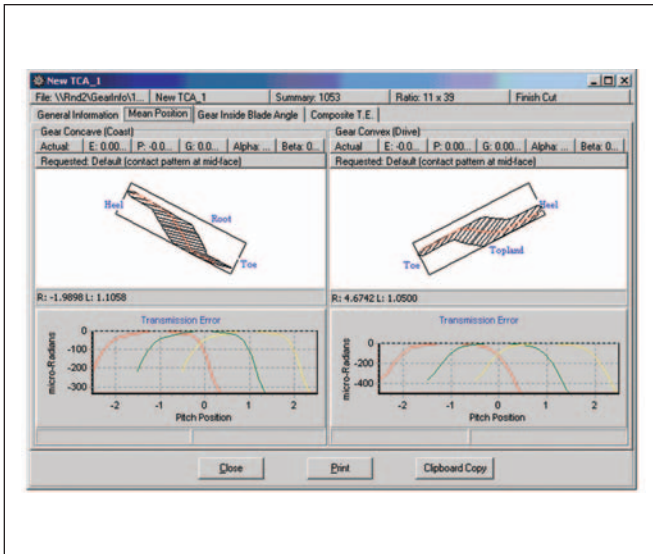 New TCA_1
File: \\Rnd2\GearInfo\1... New TCA_1 Summary: 1053 Ratio: 11 x 39 Finish Cut
General Information Mean Position Gear Inside Blade Angle Composite T.E.
Gear Concave (Coast)
Actual: E: 0.00... P: -0.0... G: 0.0... Alpha: ... Beta: 0...
Requested: Default (contact pattern at mid-face)
Heel
Root
Toe
R: -1.9898 L: 1.1058
Transmission Error
micro-Radians
0
-100
-200
-300
-2 -1 0 1 2
Pitch Position
Gear Convex (Drive)
Actual E: -0.0... P: 0.00... G: 0.00... Alpha: ... Beta: 0...
Requested: Default (contact pattern at mid-face)
Heel
Toe
Topland
R: 4.6742 L: 1.0500
Transmission Error
micro-Radians
0
-200
-400
-2 -1 0 1 2
Pitch Position
Close Print Clipboard Copy